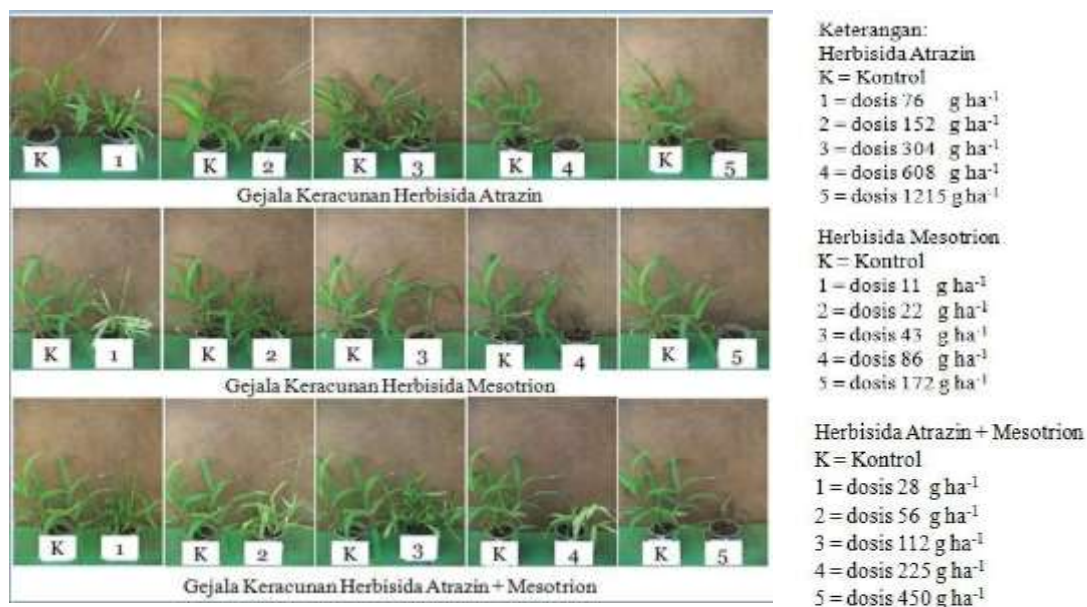 K 1 K 2 K 3 K 4 K 5
Gejala Keracunan Herbisida Atrazin
K 1 K 2 K 3 K 4 K 5
Gejala Keracunan Herbisida Mesotrion
K 1 K 2 K 3 K 4 K 5
Gejala Keracunan Herbisida Atrazin + Mesotrion
Keterangan:
Herbisida Atrazin
K = Kontrol
1 = dosis 76 g ha⁻¹
2 = dosis 152 g ha⁻¹
3 = dosis 304 g ha⁻¹
4 = dosis 608 g ha⁻¹
5 = dosis 1215 g ha⁻¹
Herbisida Mesotrion
K = Kontrol
1 = dosis 11 g ha⁻¹
2 = dosis 22 g ha⁻¹
3 = dosis 43 g ha⁻¹
4 = dosis 86 g ha⁻¹
5 = dosis 172 g ha⁻¹
Herbisida Atrazin + Mesotrion
K = Kontrol
1 = dosis 28 g ha⁻¹
2 = dosis 56 g ha⁻¹
3 = dosis 112 g ha⁻¹
4 = dosis 225 g ha⁻¹
5 = dosis 450 g ha⁻¹